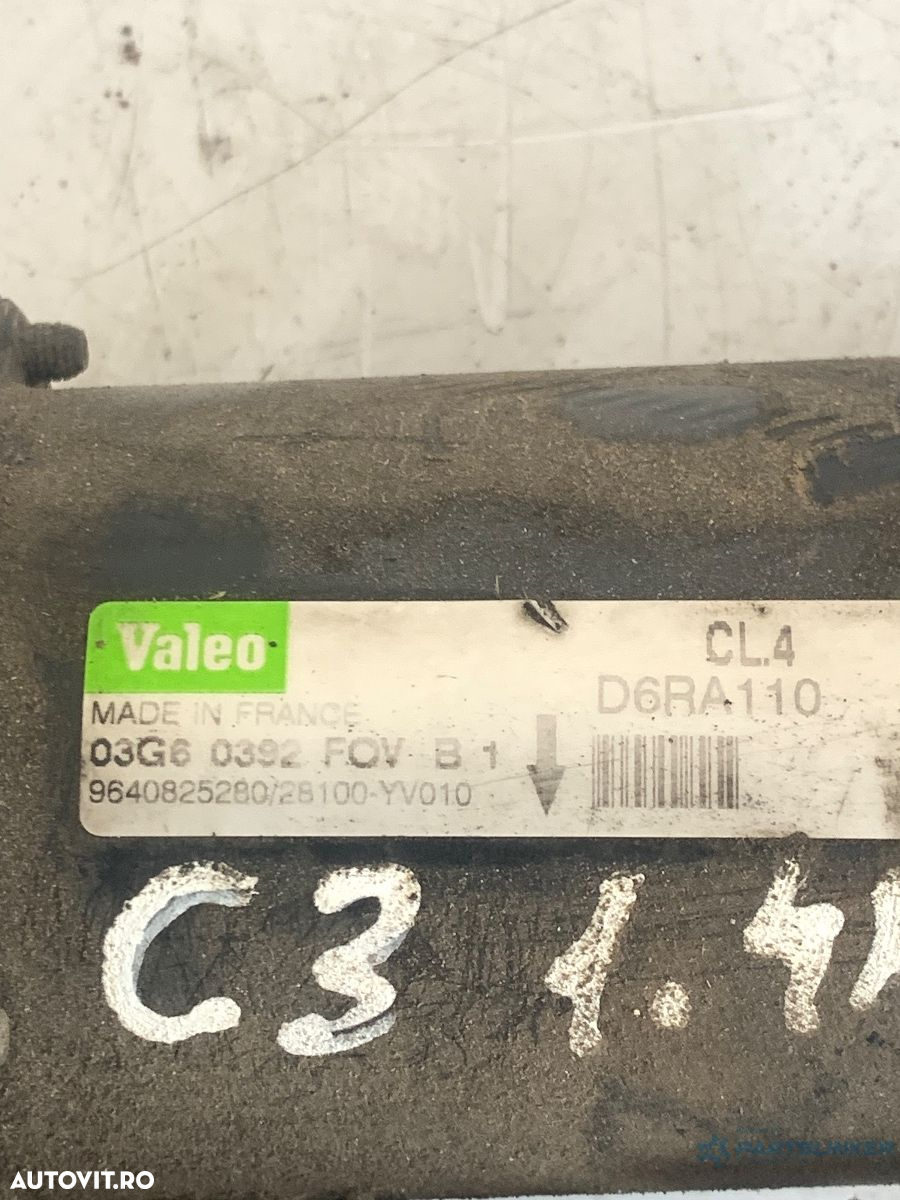 Valeo
CL.4
D6RA110
MADE IN FRANCE
03G6 0392 FOV B 1
9640825280/28100-YV010
C3 1.4
PARTSLINKER
AUTOVIT.RO